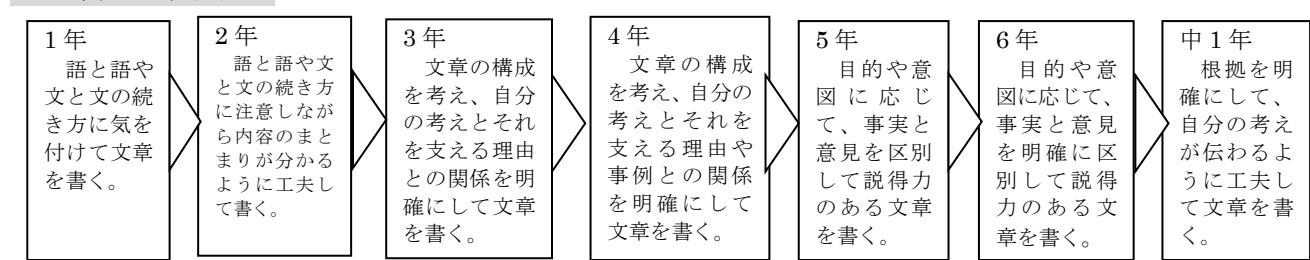 1年
語と語や
文と文の続
き方に気を
付けて文章
を書く。
2年
語と語や文
と文の続き方
に注意しなが
ら内容のまと
まりが分かる
ように工夫し
て書く。
3年
文章の構成
を考え、自分
の考えとそれ
を支える理由
との関係を明
確にして文章
を書く。
4年
文章の構成
を考え、自分の
考えとそれを
支える理由や
事例との関係
を明確にして
文章を書く。
5年
目的や意
図に応じ
て、事実と
意見を区別
して説得力
のある文章
を書く。
6年
目的や意
図に応じて、
事実と意見
を明確に区
別して説得
力のある文
章を書く。
中1年
根拠を明
確にして、
自分の考え
が伝わるよ
うに工夫し
て文章を書
く。